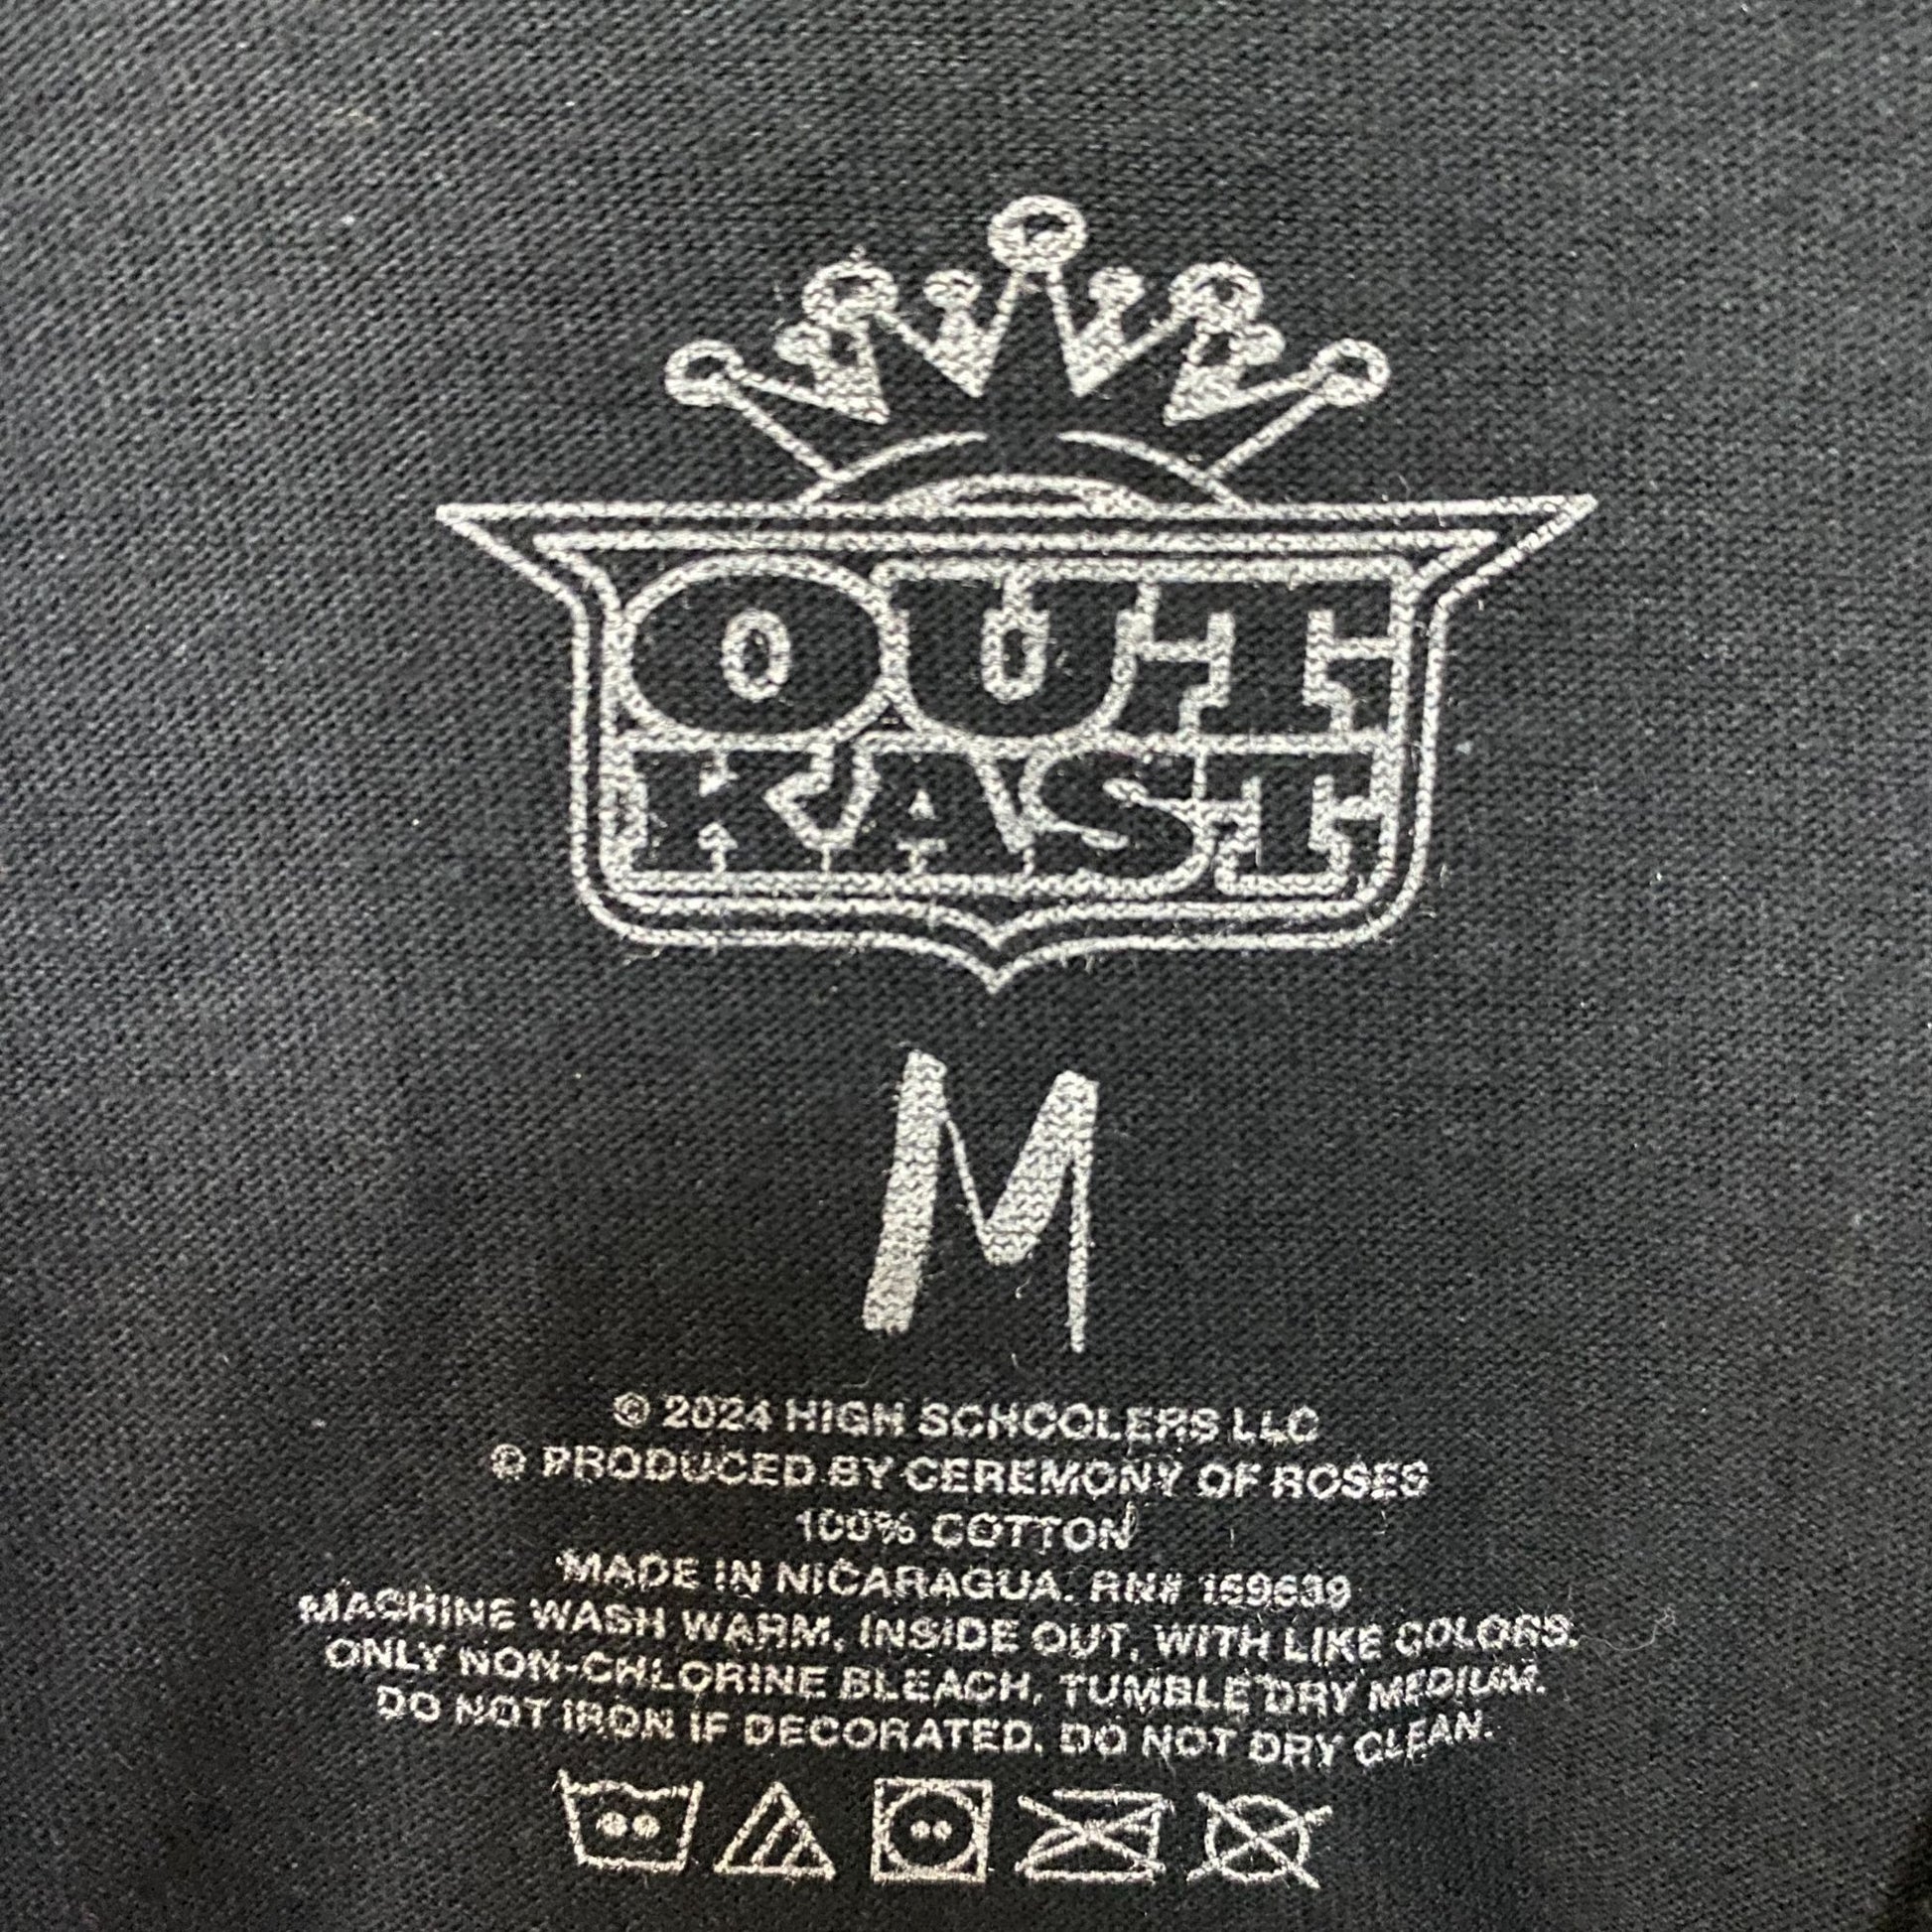 OUT
KAST
M
© 2024 HIGH SCHOOLERS LLC
© PRODUCED BY CEREMONY OF ROSES
100% COTTON
MADE IN NICARAGUA. RN# 159639
MACHINE WASH WARM, INSIDE OUT, WITH LIKE COLORS.
ONLY NON-CHLORINE BLEACH, TUMBLE DRY MEDIUM.
DO NOT IRON IF DECORATED. DO NOT DRY CLEAN.